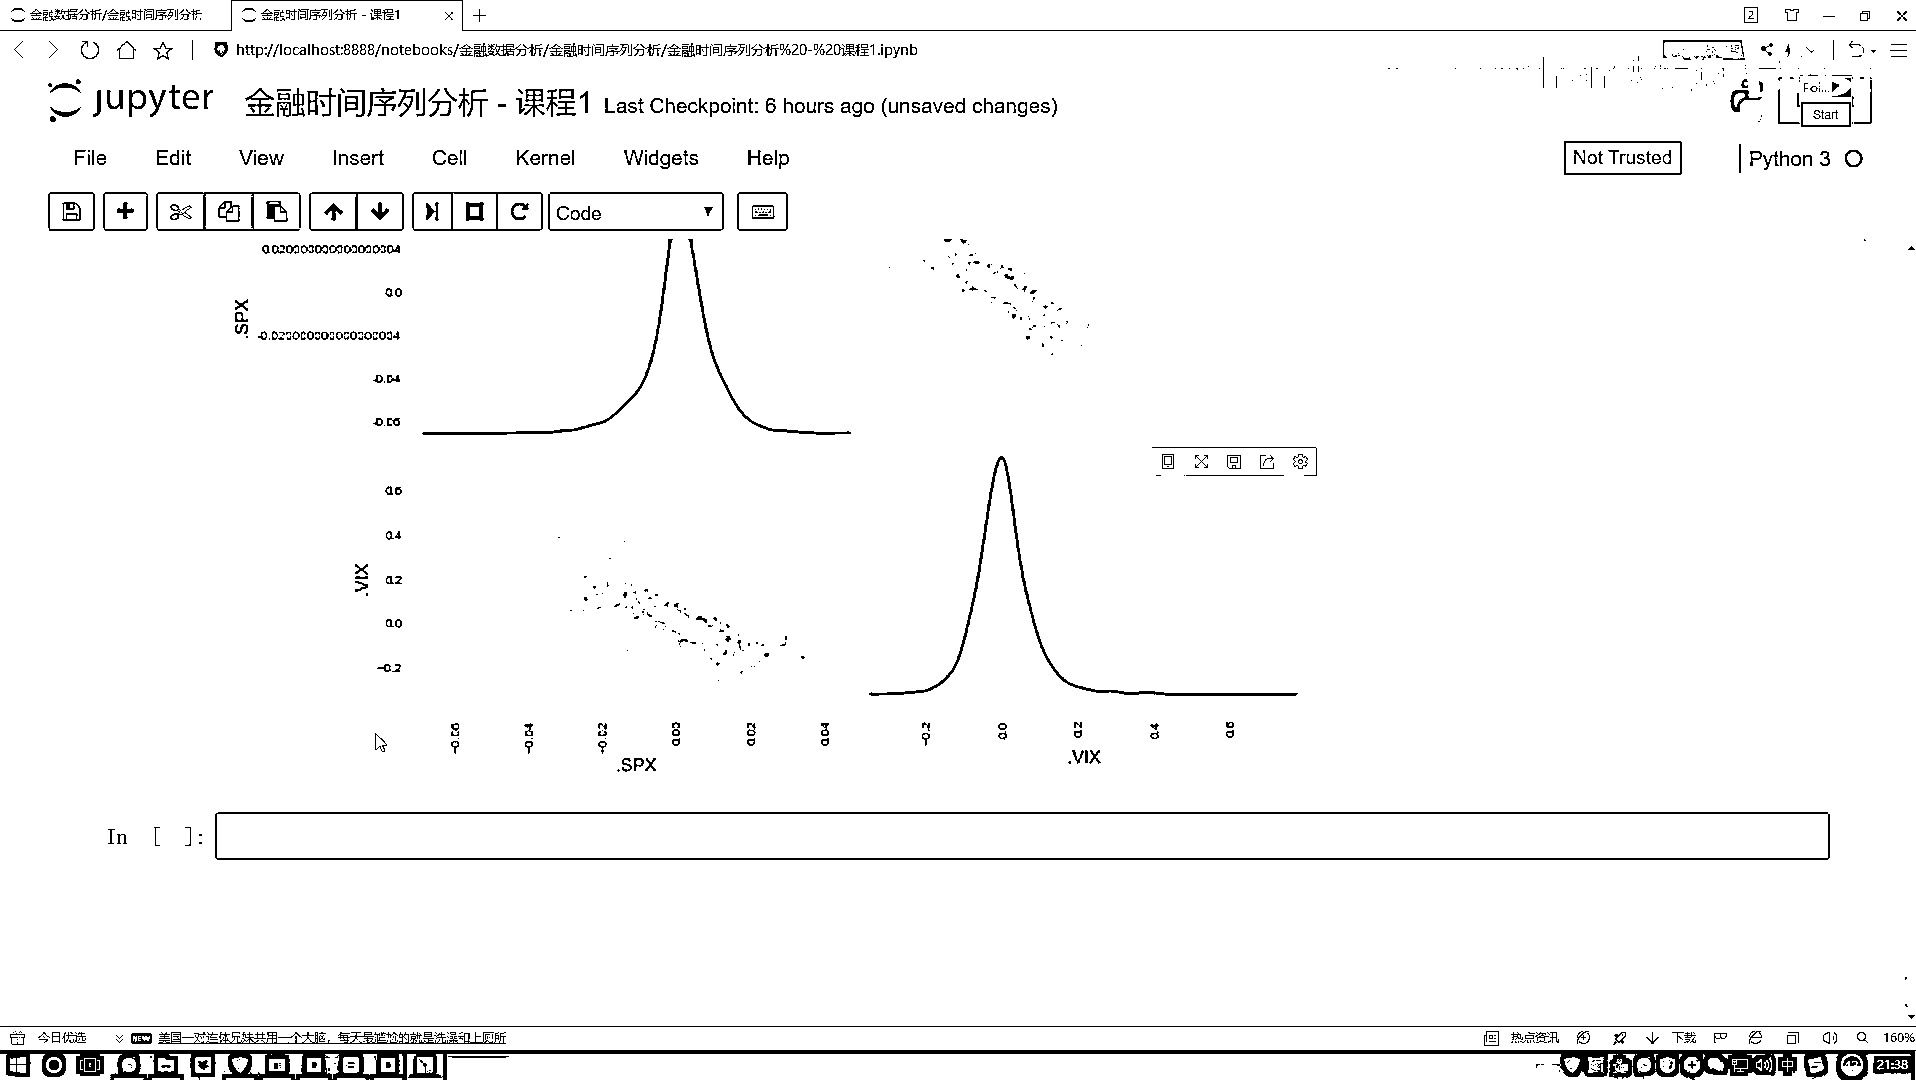 金融数据分析/金融时间序列分析
金融时间序列分析 - 课程1
http://localhost:8888/notebooks/金融数据分析/金融时间序列分析/金融时间序列分析%20-%20课程1.ipynb
jupyter
金融时间序列分析 - 课程1 Last Checkpoint: 6 hours ago (unsaved changes)
Start
File Edit View Insert Cell Kernel Widgets Help
Not Trusted
Python 3
Code
0.0
-0.04
-0.06
.SPX
0.6
0.4
0.2
0.0
-0.2
.VIX
-0.06 -0.04 -0.02 0.00 0.02 0.04
.SPX
-0.2 0.0 0.2 0.4 0.6
.VIX
In [ ]:
今日优选
NEW
美国一对连体兄妹共用一个大脑，每天最尴尬的就是洗澡和上厕所
热点资讯
下载
160%
中
21:38